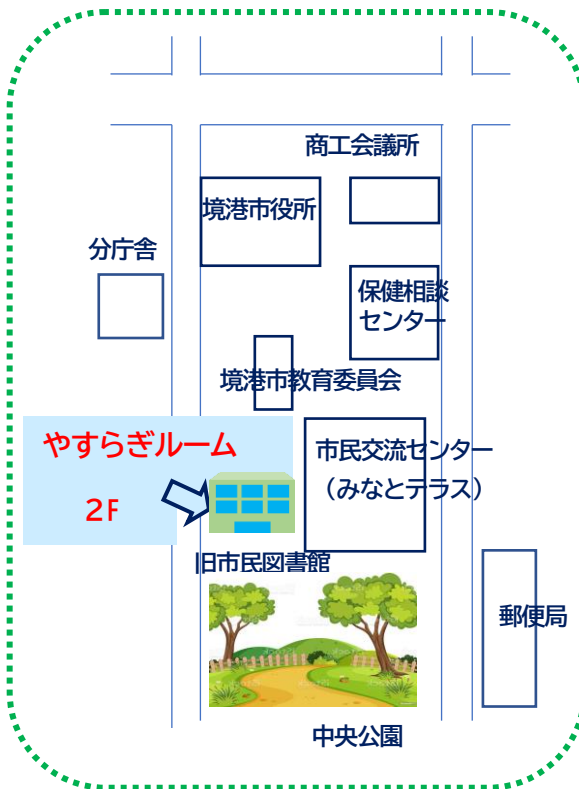 商工会議所
境港市役所
分庁舎
保健相談
センター
境港市教育委員会
やすらぎルーム
2F
市民交流センター
（みなとテラス）
旧市民図書館
郵便局
中央公園